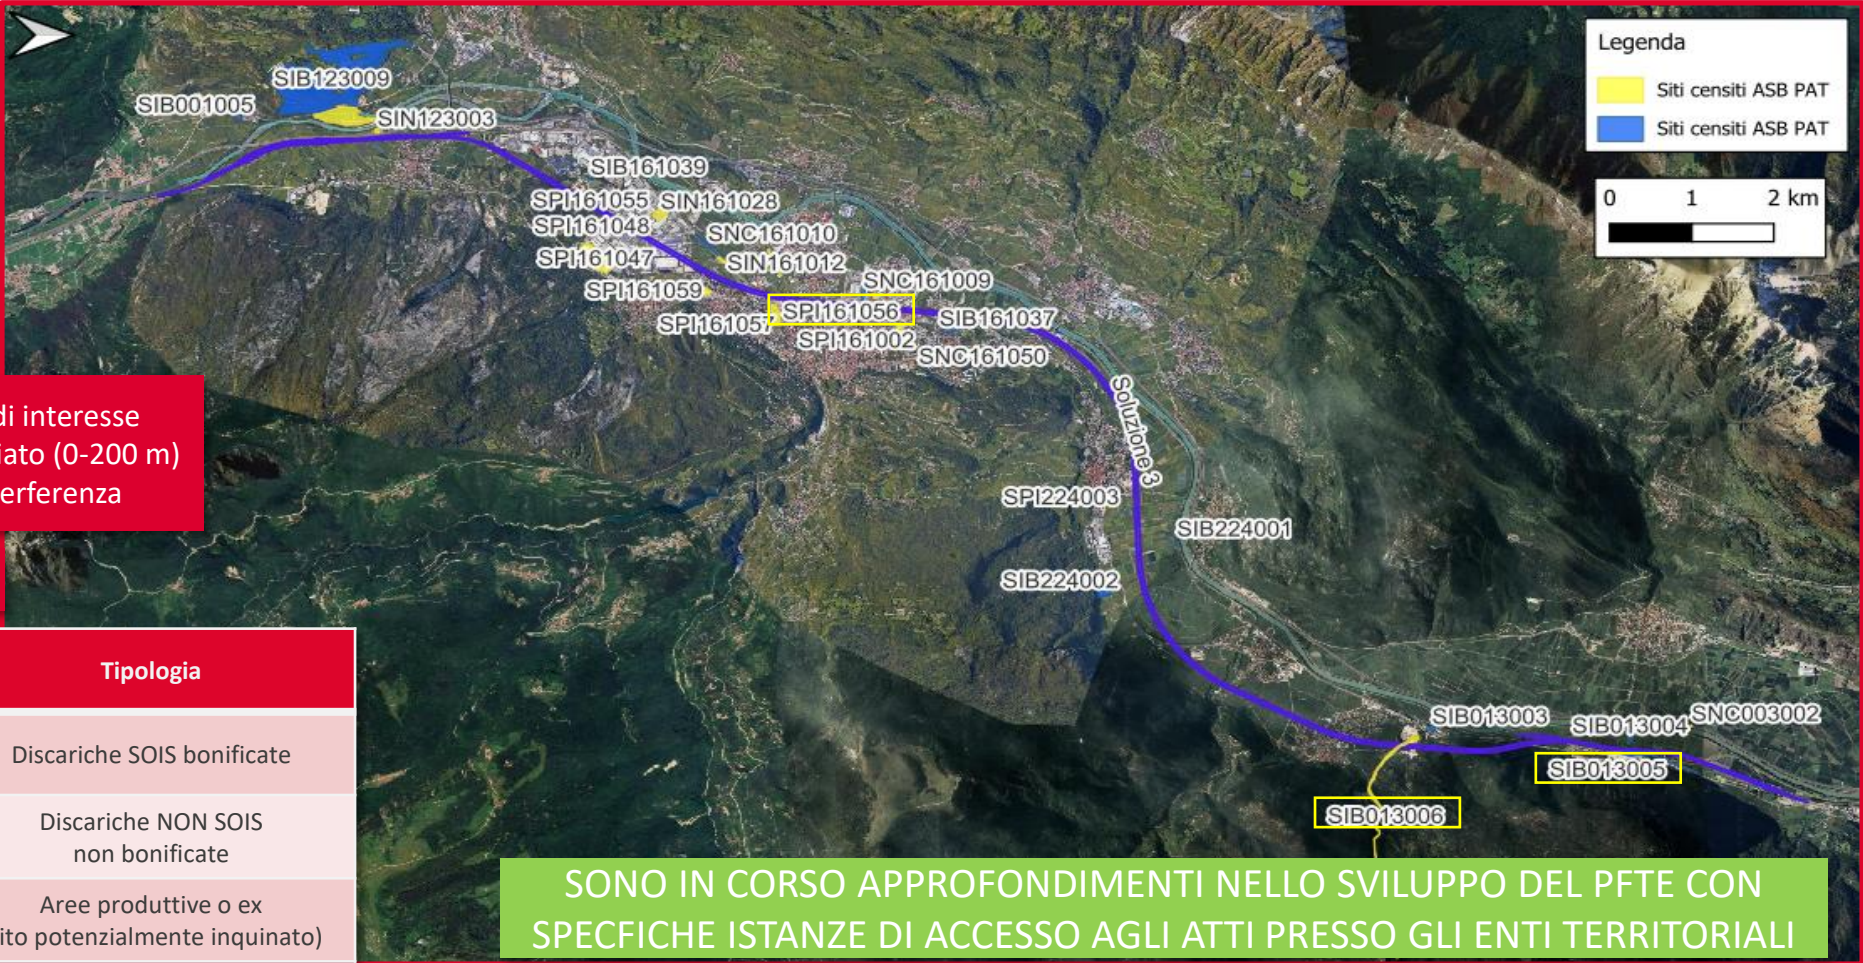 Legenda
Siti censiti ASB PAT
Siti censiti ASB PAT
0 1 2 km
SIB123009
SIB001005
SIN123003
SIB161039
SPI161055 SIN161028
SPI161048
SNC161010
SPI161047
SIN161012
SNC161009
SPI161059
SPI161056
SPI161057
SIB161037
SPI161002
SNC161050
Soluzione 3
SPI224003
SIB224001
SIB224002
SIB013003
SIB013004
SNC003002
SIB013005
SIB013006
di interesse
iato (0-200 m)
erferenza
Tipologia
Discariche SOIS bonificate
Discariche NON SOIS
non bonificate
Aree produttive o ex
ito potenzialmente inquinato)
SONO IN CORSO APPROFONDIMENTI NELLO SVILUPPO DEL PFTE CON
SPECFICHE ISTANZE DI ACCESSO AGLI ATTI PRESSO GLI ENTI TERRITORIALI